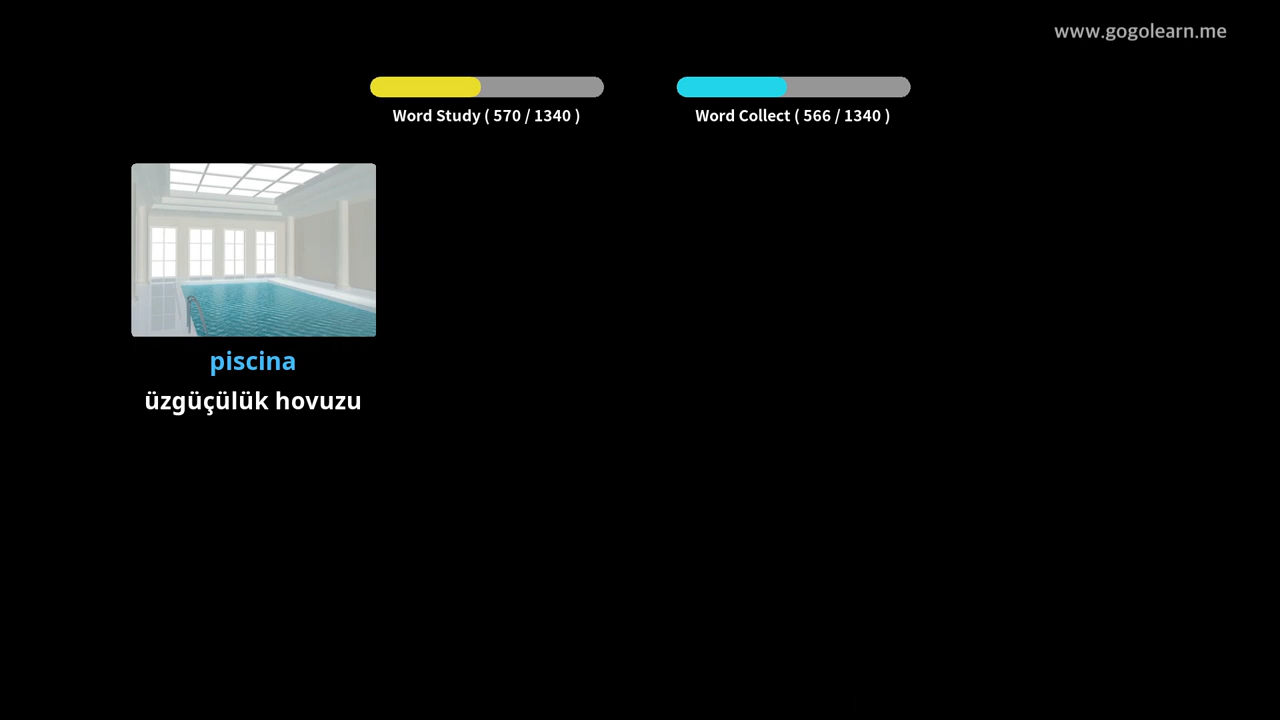 www.gogolearn.me
Word Study ( 570 / 1340 )
Word Collect ( 566 / 1340 )
piscina
üzgüçülük hovuzu